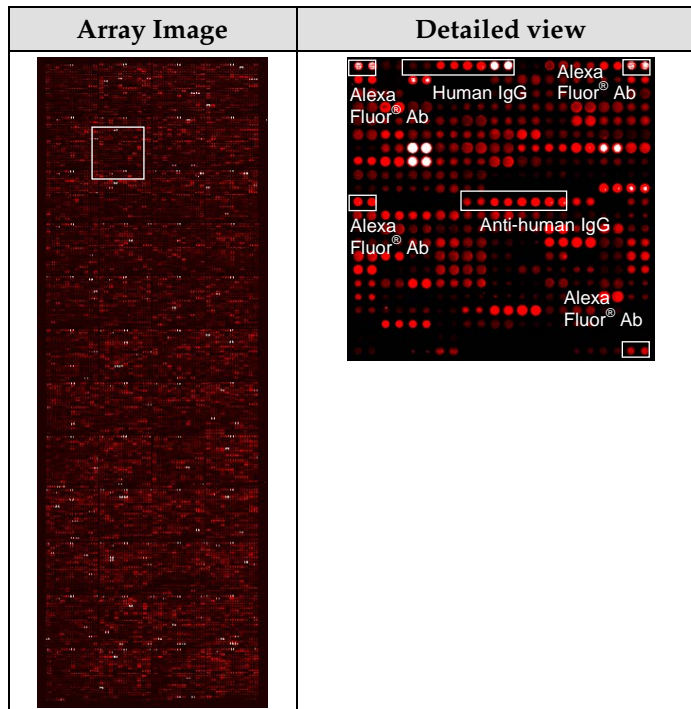 Array Image
Detailed view
Alexa
Fluor® Ab
Human IgG
Alexa
Fluor® Ab
Alexa
Fluor® Ab
Anti-human IgG
Alexa
Fluor® Ab